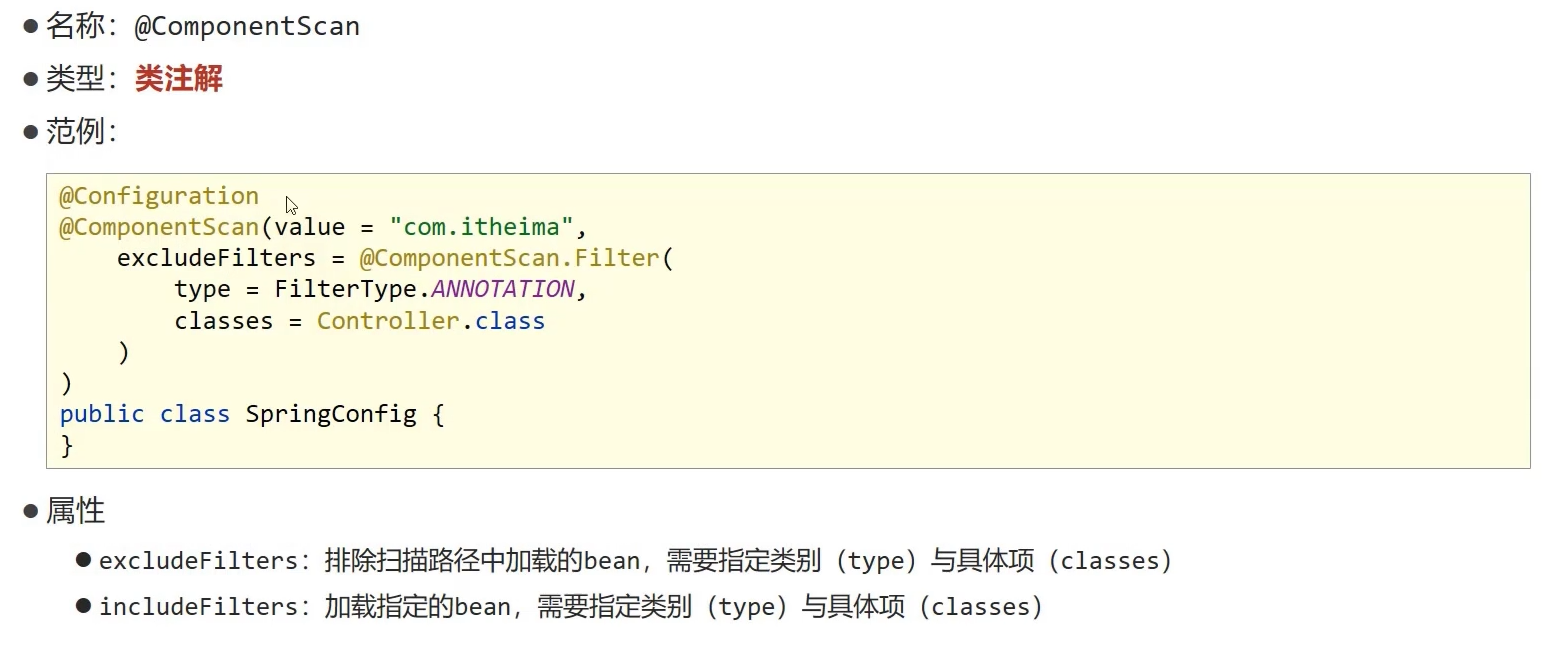 ● 名称：@ComponentScan
● 类型：类注解
● 范例：
@Configuration
@ComponentScan(value = "com.itheima",
    excludeFilters = @ComponentScan.Filter(
        type = FilterType.ANNOTATION,
        classes = Controller.class
    )
)
public class SpringConfig {
}
● 属性
● excludeFilters：排除扫描路径中加载的bean，需要指定类别（type）与具体项（classes）
● includeFilters：加载指定的bean，需要指定类别（type）与具体项（classes）